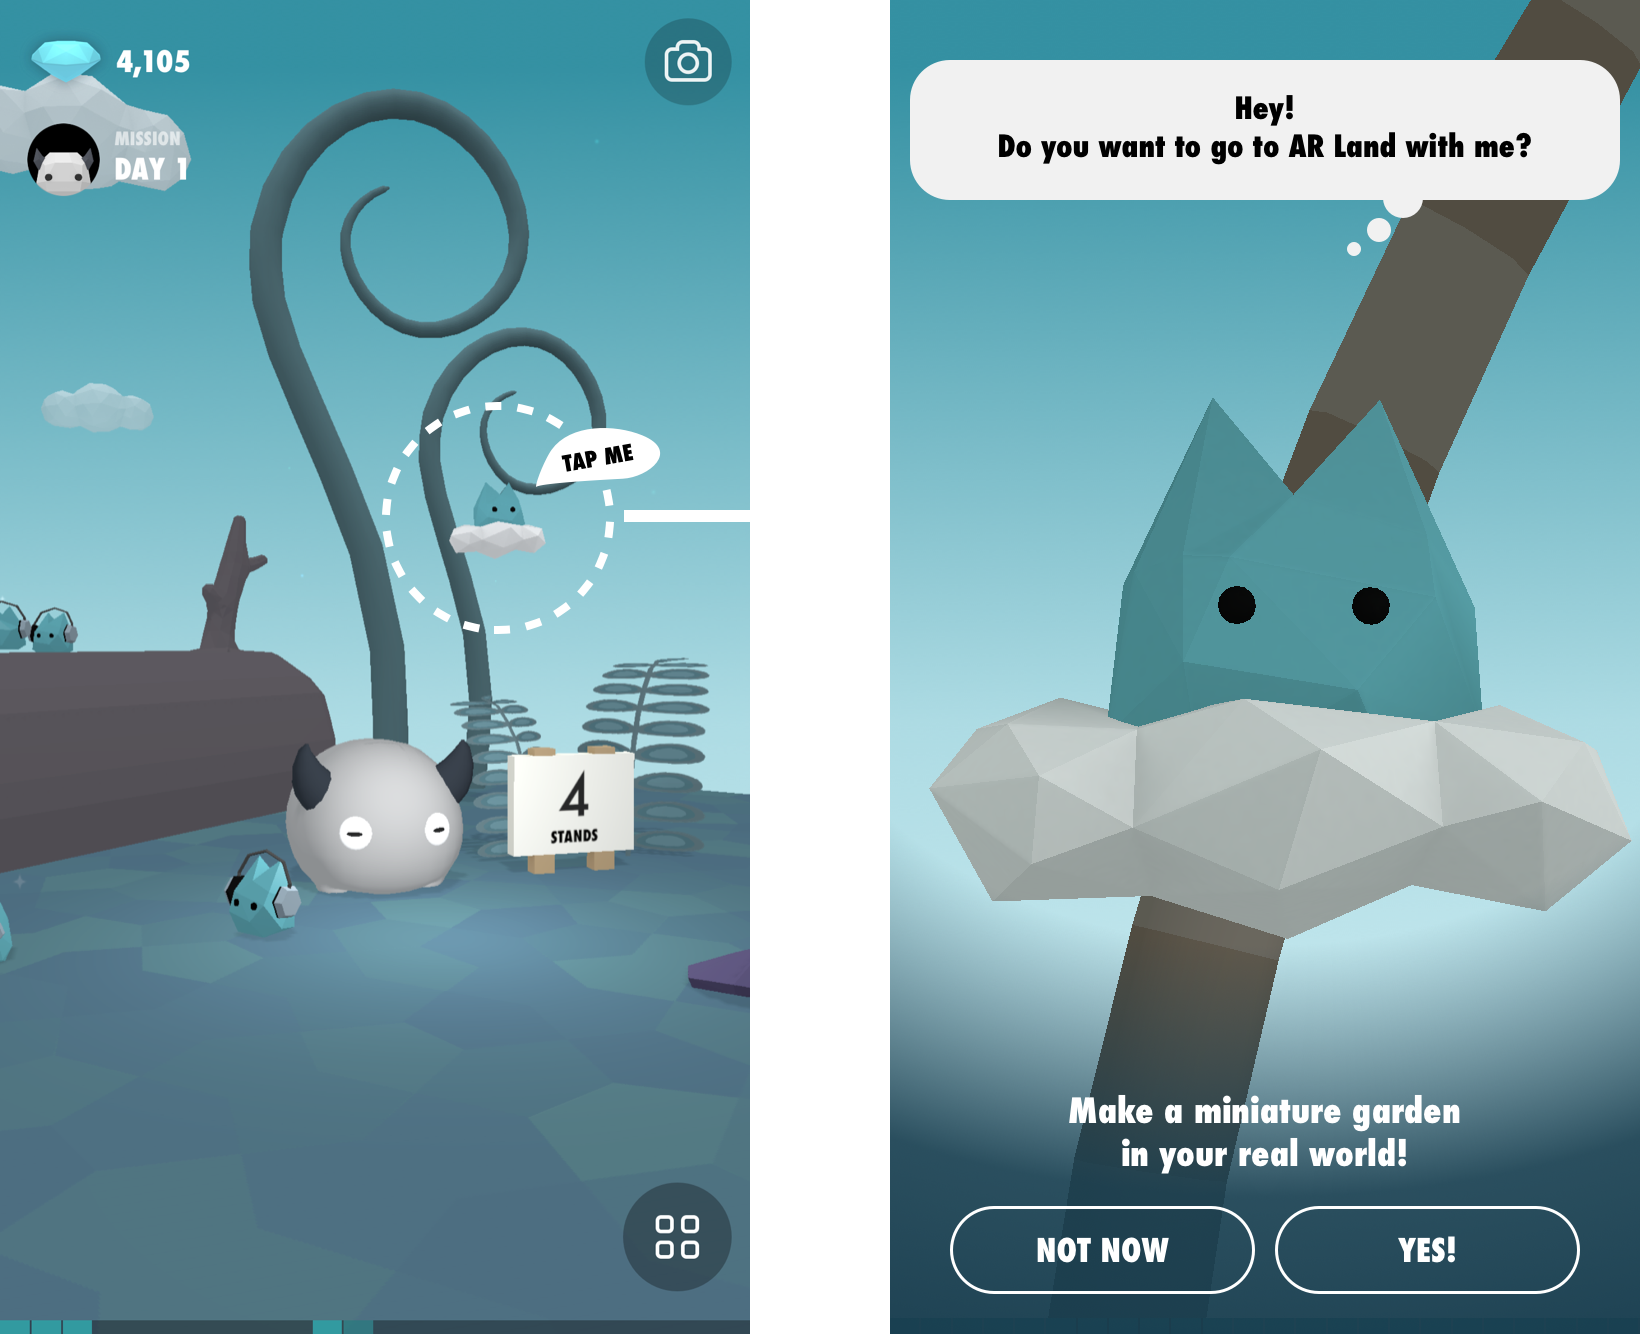 4,105
MISSION
DAY 1
TAP ME
4
STANDS
Hey!
Do you want to go to AR Land with me?
Make a miniature garden
in your real world!
NOT NOW
YES!